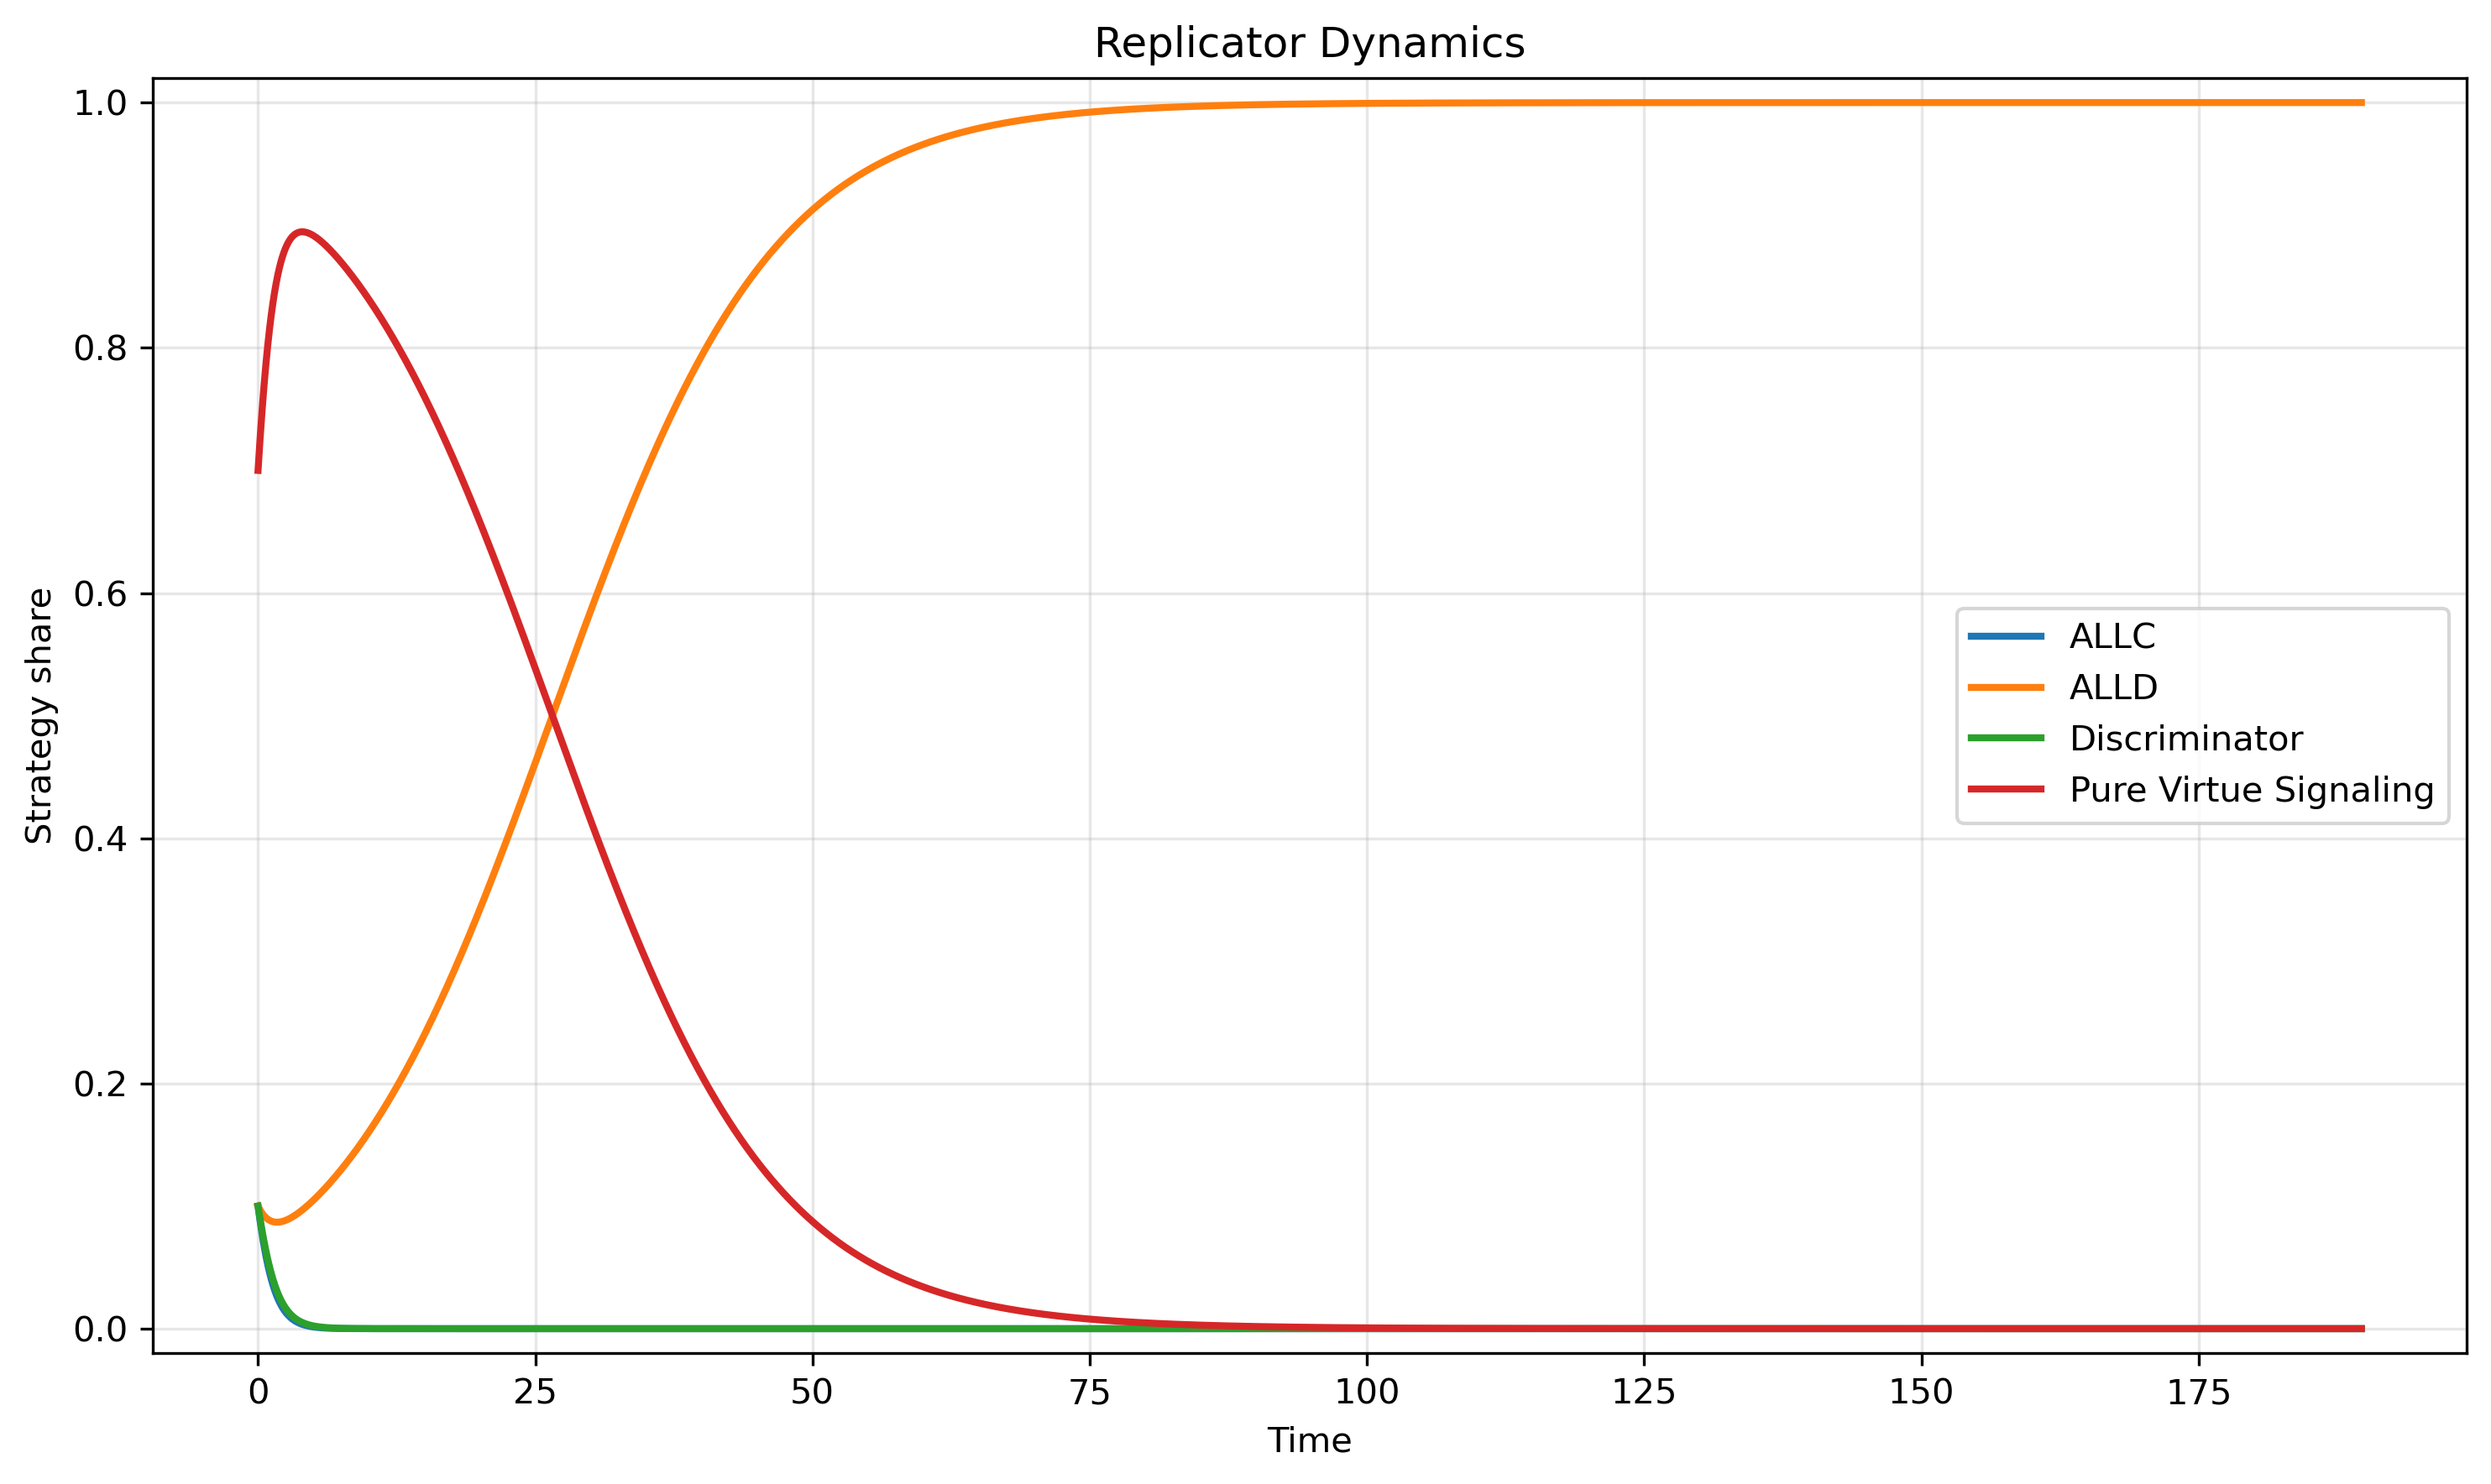 Replicator Dynamics
1.0
0.8
0.6
0.4
0.2
0.0
Strategy share
ALLC
ALLD
Discriminator
Pure Virtue Signaling
0 25 50 75 100 125 150 175
Time